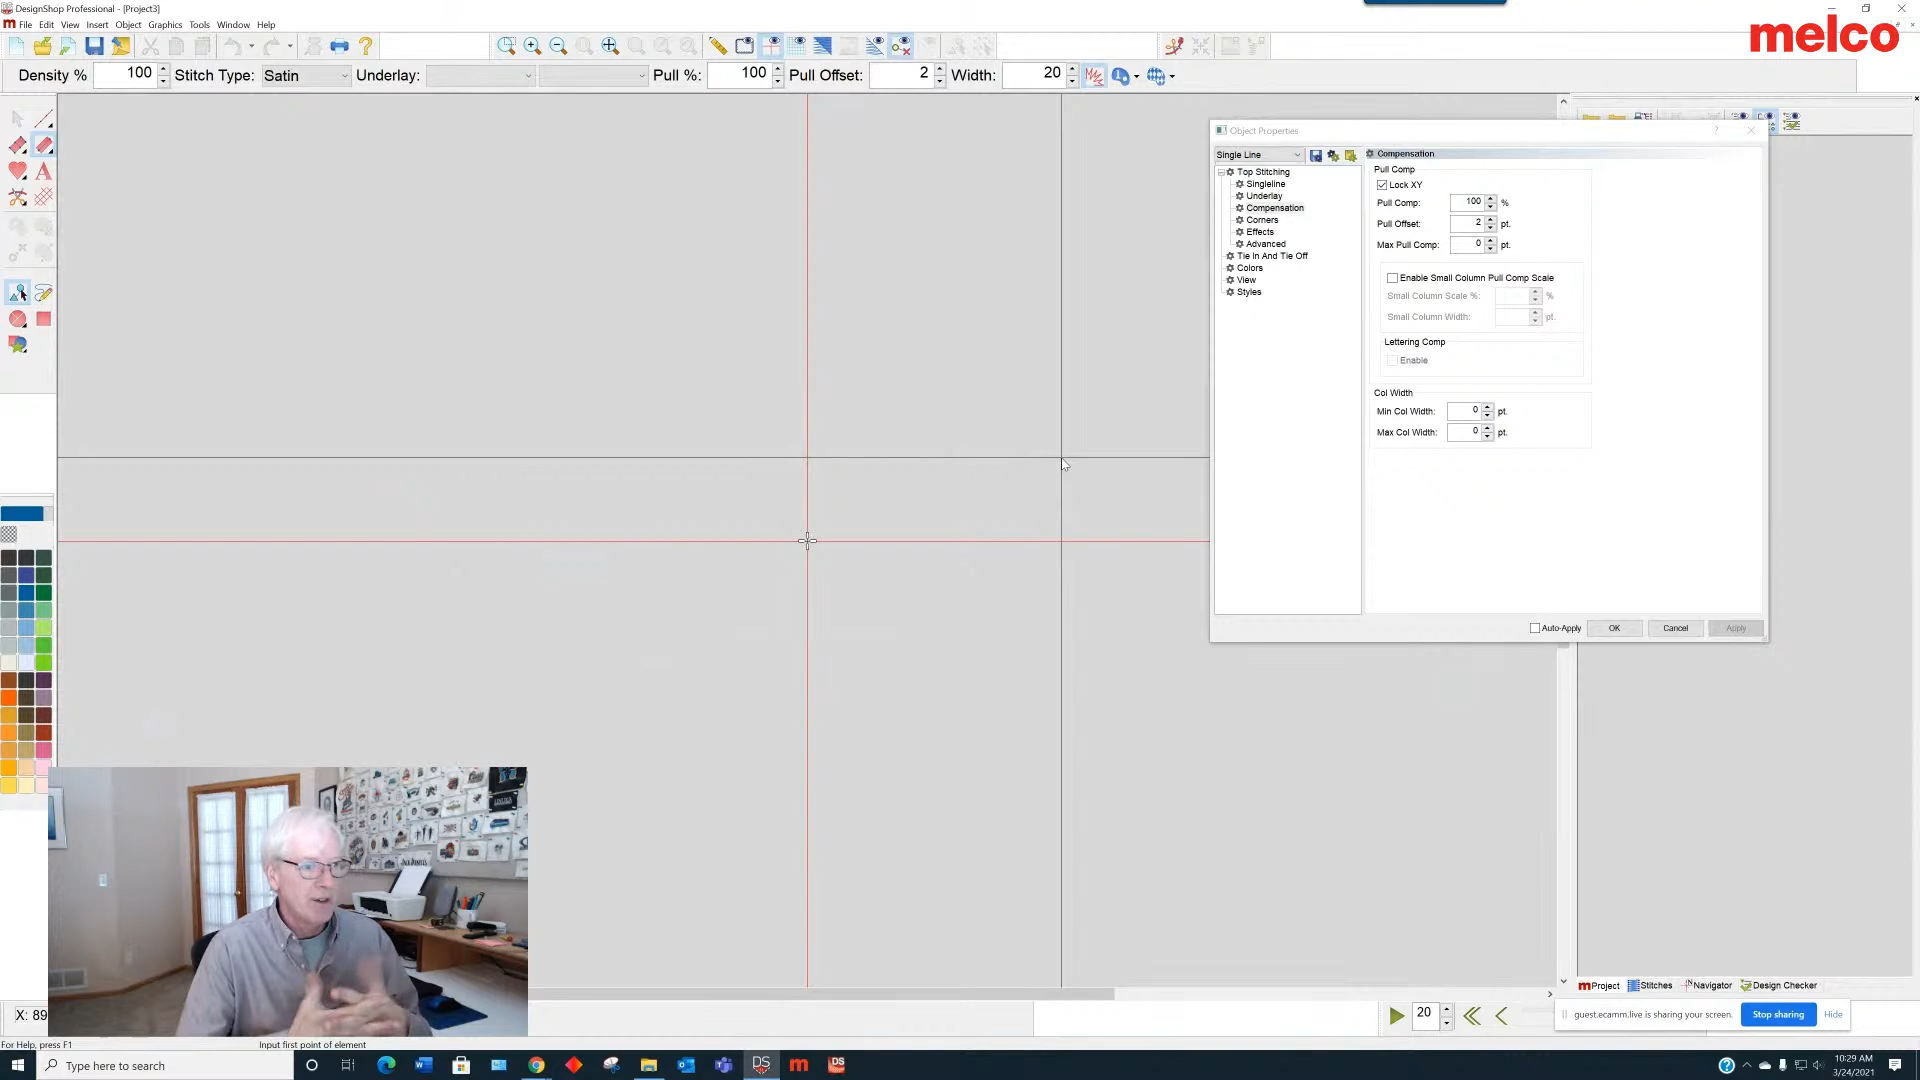 DesignShop Professional - [Project3]
File Edit View Insert Object Graphics Tools Window Help
melco
Density % 100 Stitch Type: Satin Underlay: Pull %: 100 Pull Offset: 2 Width: 20
Object Properties
Single Line
Top Stitching
Singleline
Underlay
Compensation
Corners
Effects
Advanced
Tie In And Tie Off
Colors
View
Styles
Compensation
Pull Comp
Lock XY
Pull Comp: 100 %
Pull Offset: 2 pt.
Max Pull Comp: 0 pt.
Enable Small Column Pull Comp Scale
Small Column Scale %: %
Small Column Width: pt.
Lettering Comp
Enable
Col Width
Min Col Width: 0 pt.
Max Col Width: 0 pt.
Auto-Apply OK Cancel Apply
JACK DANIEL'S
Project Stitches Navigator Design Checker
X: 89
20
guest.ecamm.live is sharing your screen. Stop sharing Hide
For Help, press F1
Input first point of element
Type here to search
DS
DS
10:29 AM
3/24/2021